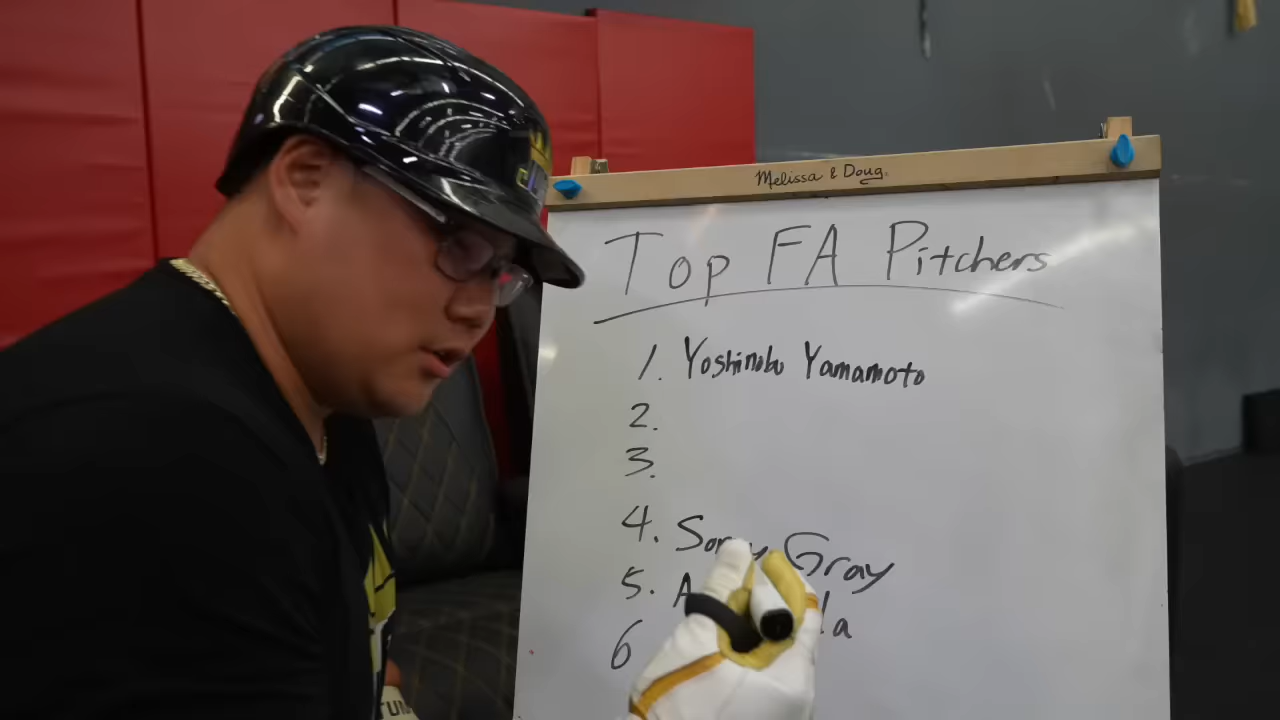 Melissa & Doug
Top FA Pitchers
1. Yoshinobu Yamamoto
2.
3.
4. Sonny Gray
5.
6